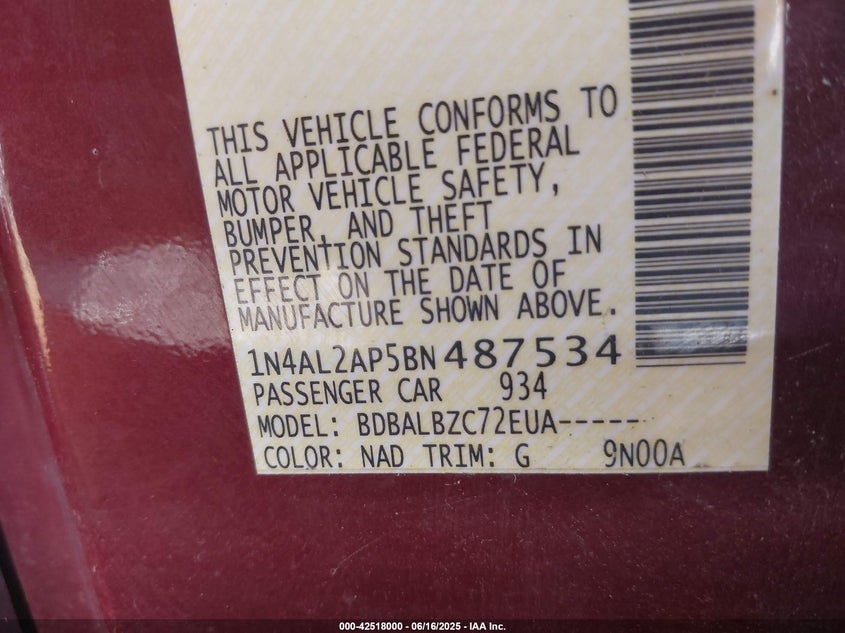 THIS VEHICLE CONFORMS TO
ALL APPLICABLE FEDERAL
MOTOR VEHICLE SAFETY,
BUMPER, AND THEFT
PREVENTION STANDARDS IN
EFFECT ON THE DATE OF
MANUFACTURE SHOWN ABOVE.
1N4AL2AP5BN487534
PASSENGER CAR 934
MODEL: BDBALBZC72EUA-----
COLOR: NAD TRIM: G 9N00A
000-42518000 - 06/16/2025 - IAA Inc.